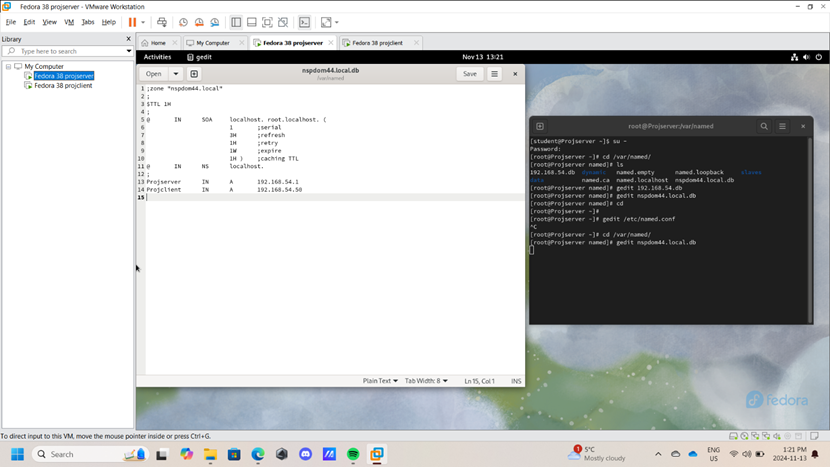 Fedora 38 projserver - VMware Workstation
File Edit View VM Tabs Help
Library
Type here to search
My Computer
Fedora 38 projserver
Fedora 38 projclient
Home My Computer Fedora 38 projserver Fedora 38 projclient
Activities gedit Nov 13 13:21
Open nspdom44.local.db Save
/var/named
1 ;zone "nspdom44.local"
2 ;
3 $TTL 1H
4 ;
5 @ IN SOA localhost. root.localhost. (
6 1 ;serial
7 3H ;refresh
8 1H ;retry
9 1W ;expire
10 1H ) ;caching TTL
11 @ IN NS localhost.
12 ;
13 Projserver IN A 192.168.54.1
14 Projclient IN A 192.168.54.50
15
Plain Text Tab Width: 8 Ln 15, Col 1 INS
root@Projserver:/var/named
[student@Projserver ~]$ su -
Password:
[root@Projserver ~]# cd /var/named/
[root@Projserver named]# ls
192.168.54.db dynamic named.empty named.loopback slaves
data named.ca named.localhost nspdom44.local.db
[root@Projserver named]# gedit 192.168.54.db
[root@Projserver named]# gedit nspdom44.local.db
[root@Projserver named]# cd
[root@Projserver ~]#
[root@Projserver ~]# gedit /etc/named.conf
^C
[root@Projserver ~]# cd /var/named/
[root@Projserver named]# gedit nspdom44.local.db
fedora
To direct input to this VM, move the mouse pointer inside or press Ctrl+G.
Search
1
5°C
Mostly cloudy
ENG
US
1:21 PM
2024-11-13